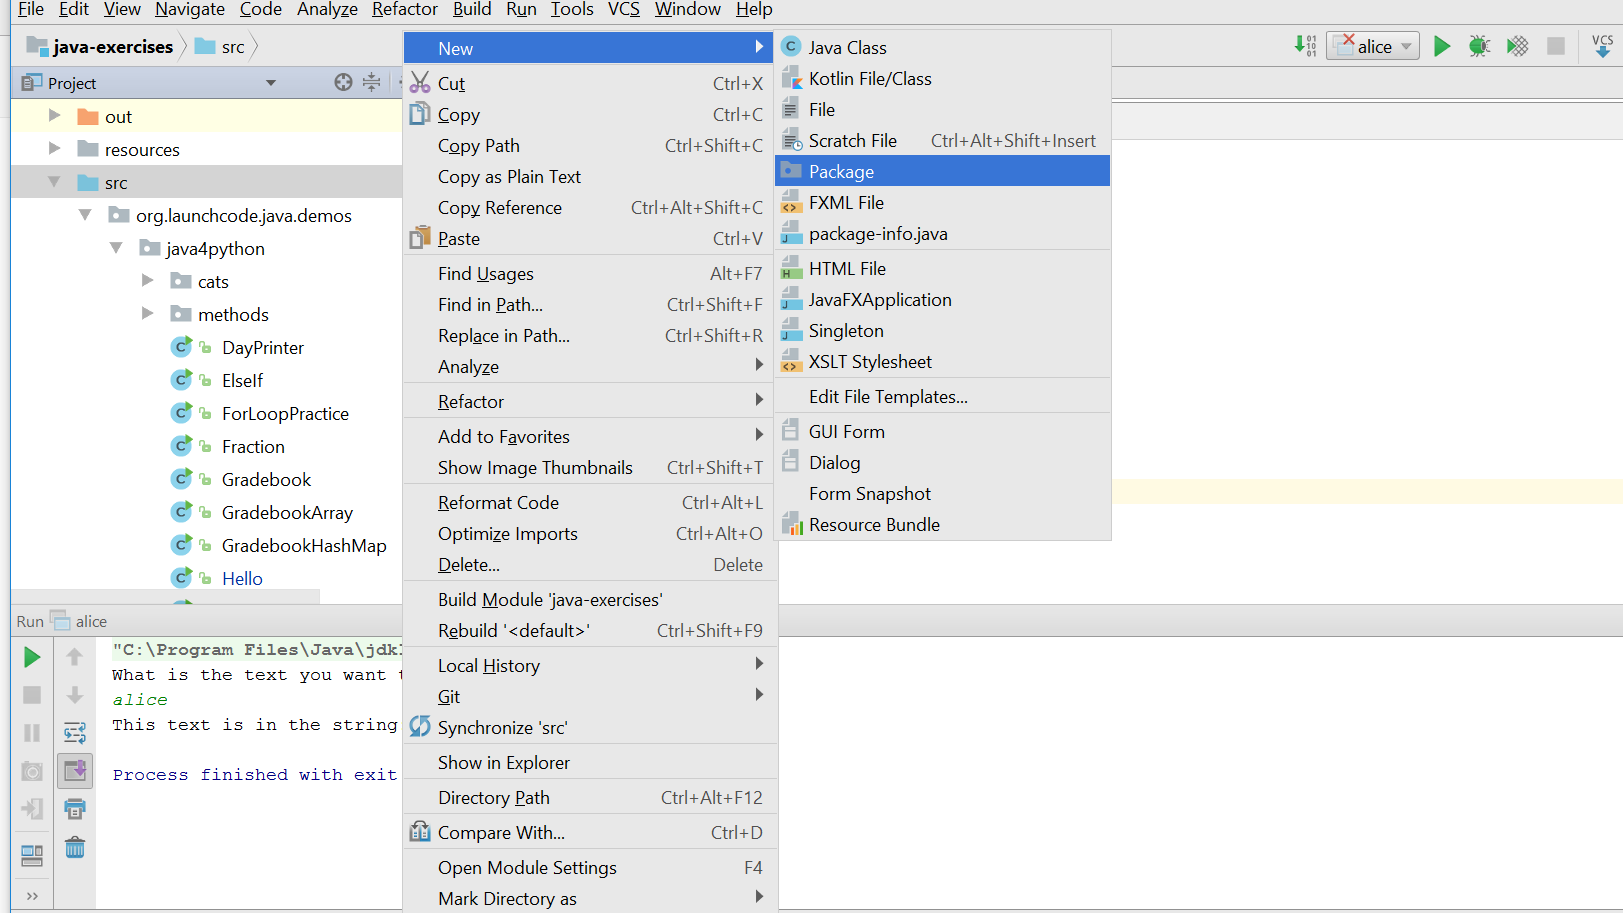 File Edit View Navigate Code Analyze Refactor Build Run Tools VCS Window Help
java-exercises src
alice
VCS
Project
out
resources
src
org.launchcode.java.demos
java4python
cats
methods
DayPrinter
ElseIf
ForLoopPractice
Fraction
Gradebook
GradebookArray
GradebookHashMap
Hello
New
Cut Ctrl+X
Copy Ctrl+C
Copy Path Ctrl+Shift+C
Copy as Plain Text
Copy Reference Ctrl+Alt+Shift+C
Paste Ctrl+V
Find Usages Alt+F7
Find in Path... Ctrl+Shift+F
Replace in Path... Ctrl+Shift+R
Analyze
Refactor
Add to Favorites
Show Image Thumbnails Ctrl+Shift+T
Reformat Code Ctrl+Alt+L
Optimize Imports Ctrl+Alt+O
Delete... Delete
Build Module 'java-exercises'
Rebuild '<default>' Ctrl+Shift+F9
Local History
Git
Synchronize 'src'
Show in Explorer
Directory Path Ctrl+Alt+F12
Compare With... Ctrl+D
Open Module Settings F4
Mark Directory as
Java Class
Kotlin File/Class
File
Scratch File Ctrl+Alt+Shift+Insert
Package
FXML File
package-info.java
HTML File
JavaFXApplication
Singleton
XSLT Stylesheet
Edit File Templates...
GUI Form
Dialog
Form Snapshot
Resource Bundle
Run alice
"C:\Program Files\Java\jdk
What is the text you want
alice
This text is in the string
Process finished with exit